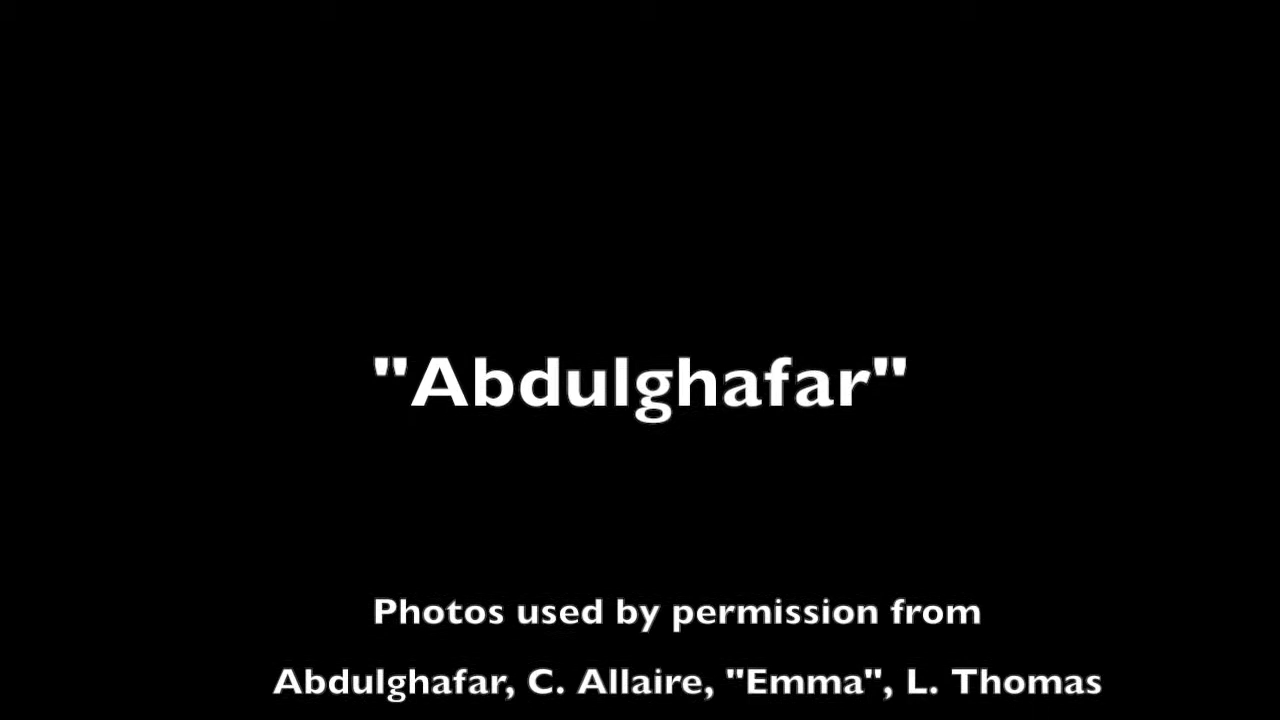 "Abdulghafar"
Photos used by permission from
Abdulghafar, C. Allaire, "Emma", L. Thomas